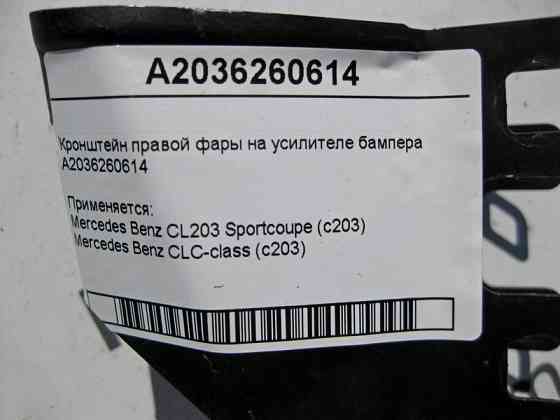 A2036260614
Кронштейн правой фары на усилителе бампера
A2036260614
Применяется:
Mercedes Benz CL203 Sportcoupe (c203)
Mercedes Benz CLC-class (c203)